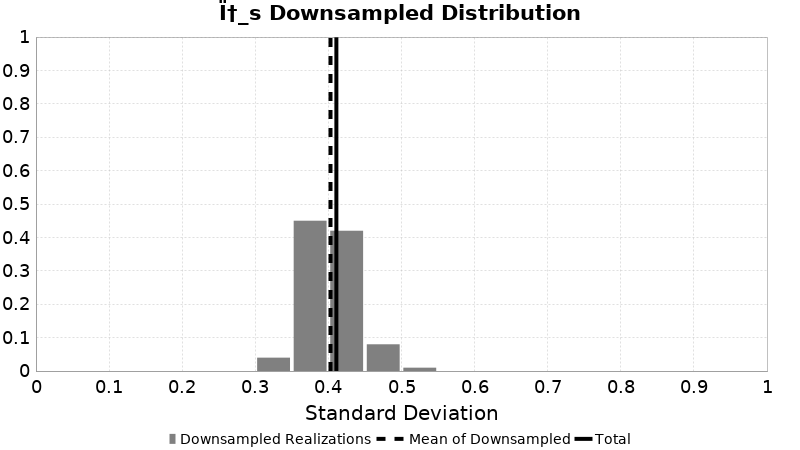 Ï†_s Downsampled Distribution
1
0.9
0.8
0.7
0.6
0.5
0.4
0.3
0.2
0.1
0
0 0.1 0.2 0.3 0.4 0.5 0.6 0.7 0.8 0.9 1
Standard Deviation
Downsampled Realizations Mean of Downsampled Total